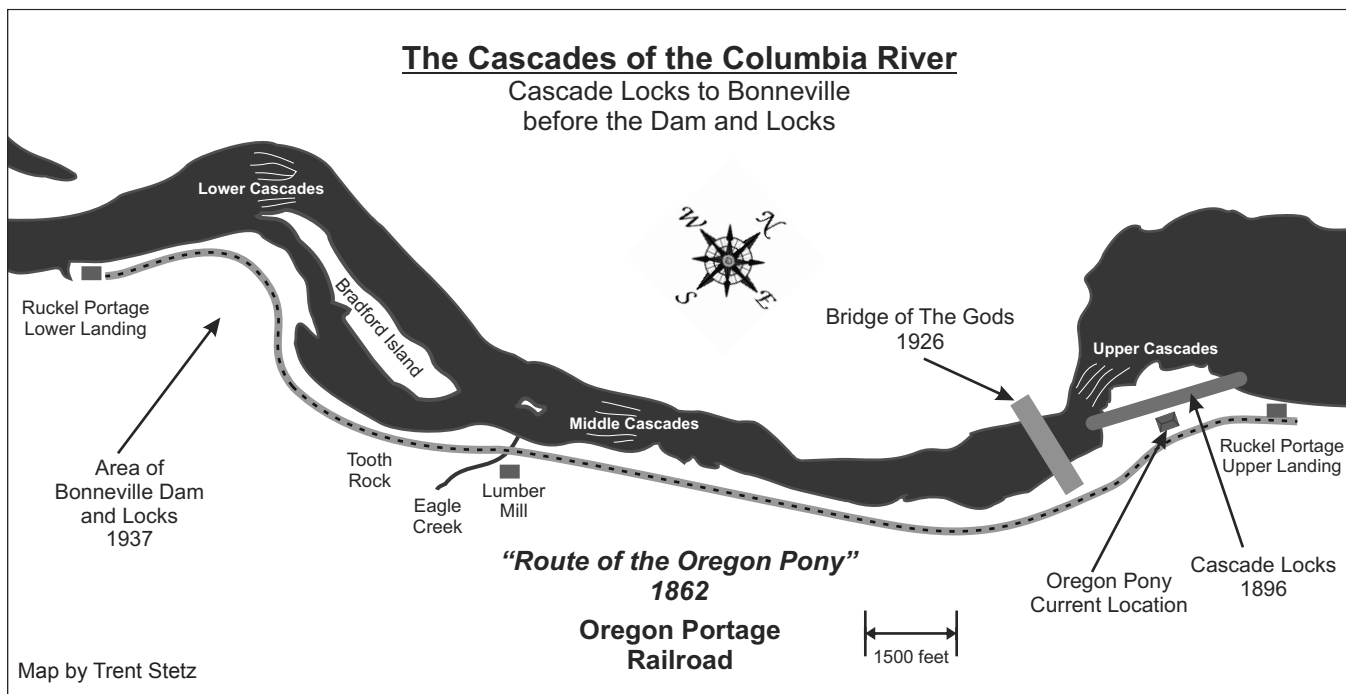 The Cascades of the Columbia River
Cascade Locks to Bonneville
before the Dam and Locks
Lower Cascades
W
N
S
E
Ruckel Portage
Lower Landing
Bradford Island
Bridge of The Gods
1926
Upper Cascades
Middle Cascades
Area of
Bonneville Dam
and Locks
1937
Tooth
Rock
Eagle
Creek
Lumber
Mill
Ruckel Portage
Upper Landing
"Route of the Oregon Pony"
1862
Oregon Portage
Railroad
1500 feet
Oregon Pony
Current Location
Cascade Locks
1896
Map by Trent Stetz